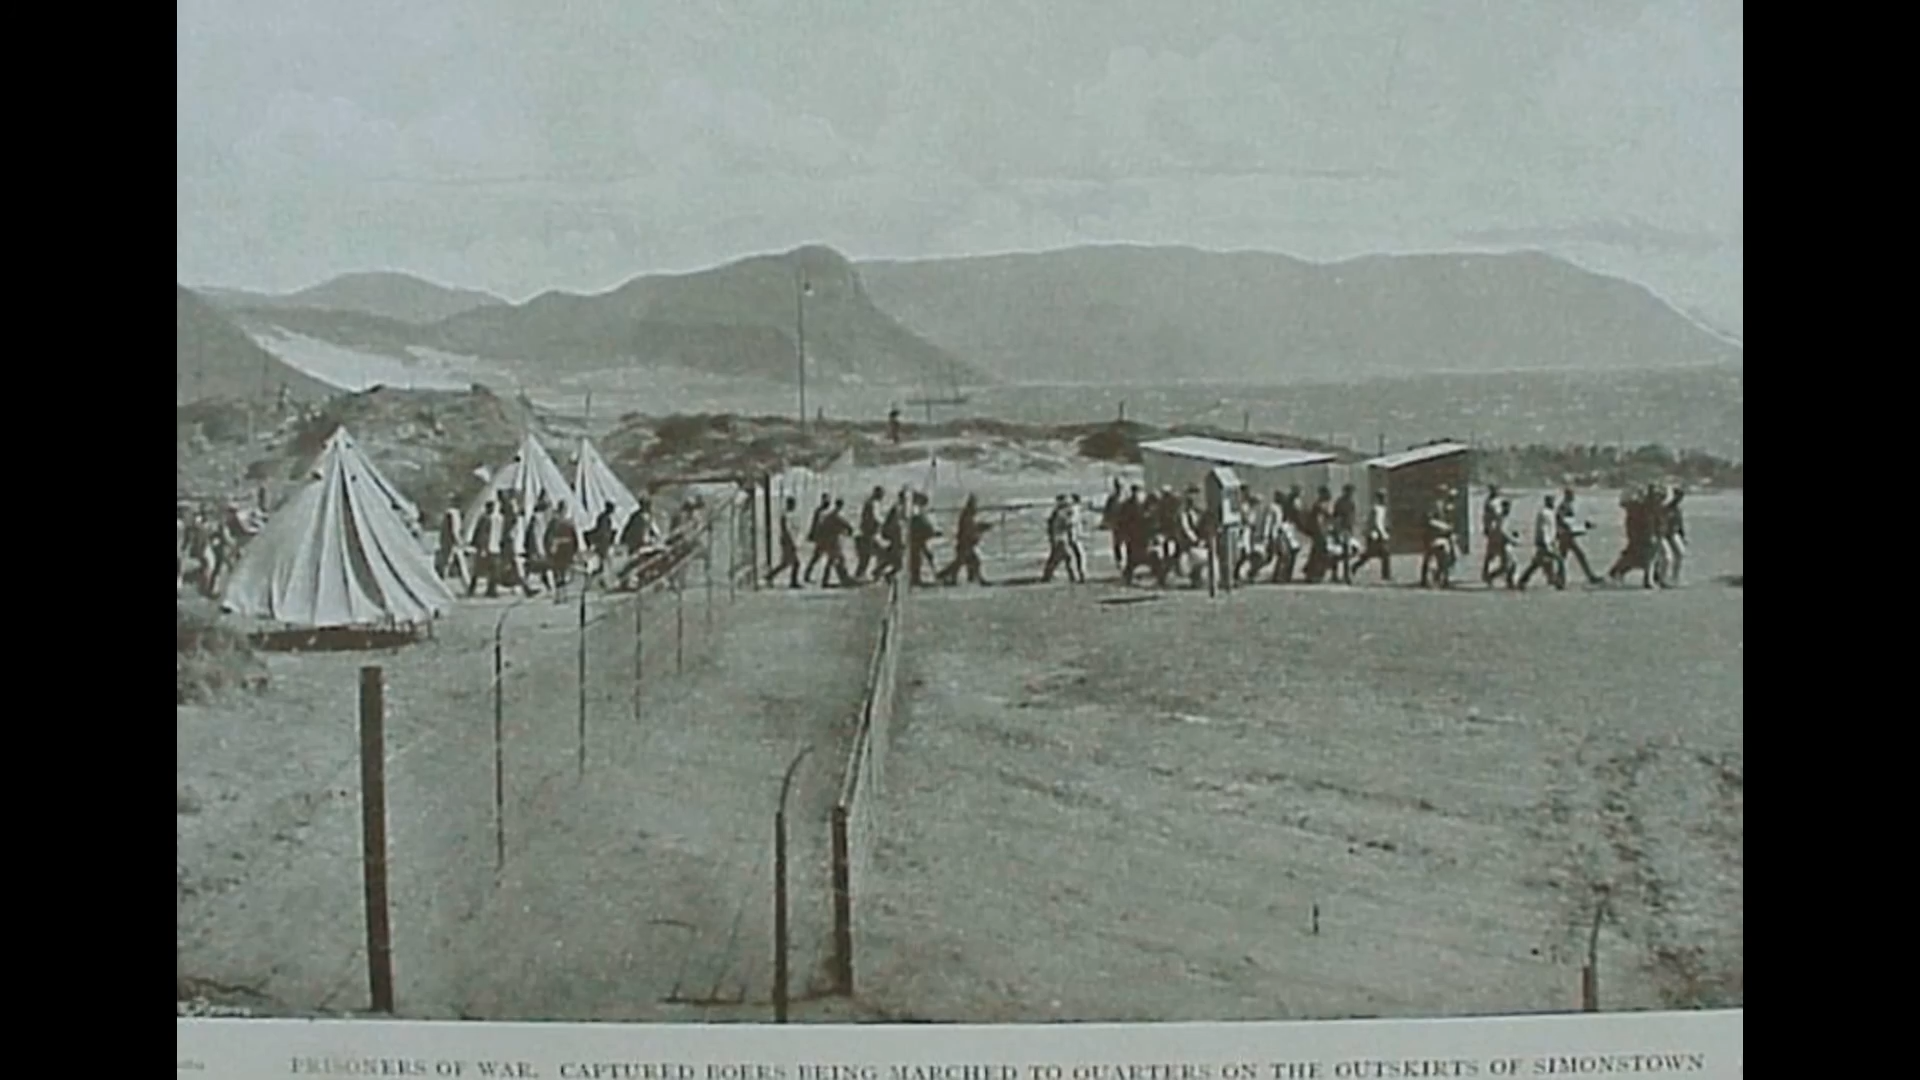 PRISONERS OF WAR. CAPTURED BOERS BEING MARCHED TO QUARTERS ON THE OUTSKIRTS OF SIMONSTOWN